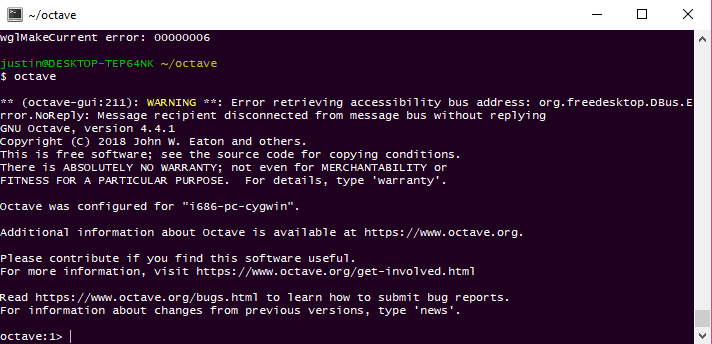 ~/octave
wglMakeCurrent error: 00000006
justin@DESKTOP-TEP64NK ~/octave
$ octave
** (octave-gui:211): WARNING **: Error retrieving accessibility bus address: org.freedesktop.DBus.E
rror.NoReply: Message recipient disconnected from message bus without replying
GNU Octave, version 4.4.1
Copyright (C) 2018 John W. Eaton and others.
This is free software; see the source code for copying conditions.
There is ABSOLUTELY NO WARRANTY; not even for MERCHANTABILITY or
FITNESS FOR A PARTICULAR PURPOSE.  For details, type 'warranty'.
Octave was configured for "i686-pc-cygwin".
Additional information about Octave is available at https://www.octave.org.
Please contribute if you find this software useful.
For more information, visit https://www.octave.org/get-involved.html
Read https://www.octave.org/bugs.html to learn how to submit bug reports.
For information about changes from previous versions, type 'news'.
octave:1>